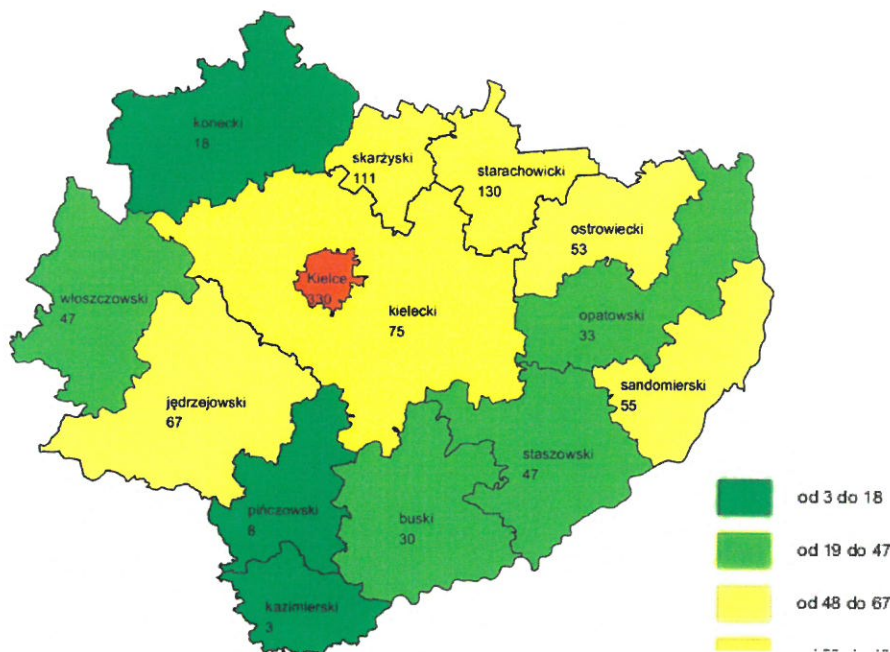 konecki
18
skarżyski
111
starachowicki
130
ostrowiecki
53
Kielce
330
włoszczowski
47
kielecki
75
opatowski
33
sandomierski
55
jędrzejowski
67
staszowski
47
pińczowski
8
buski
30
kazimierski
3
od 3 do 18
od 19 do 47
od 48 do 67